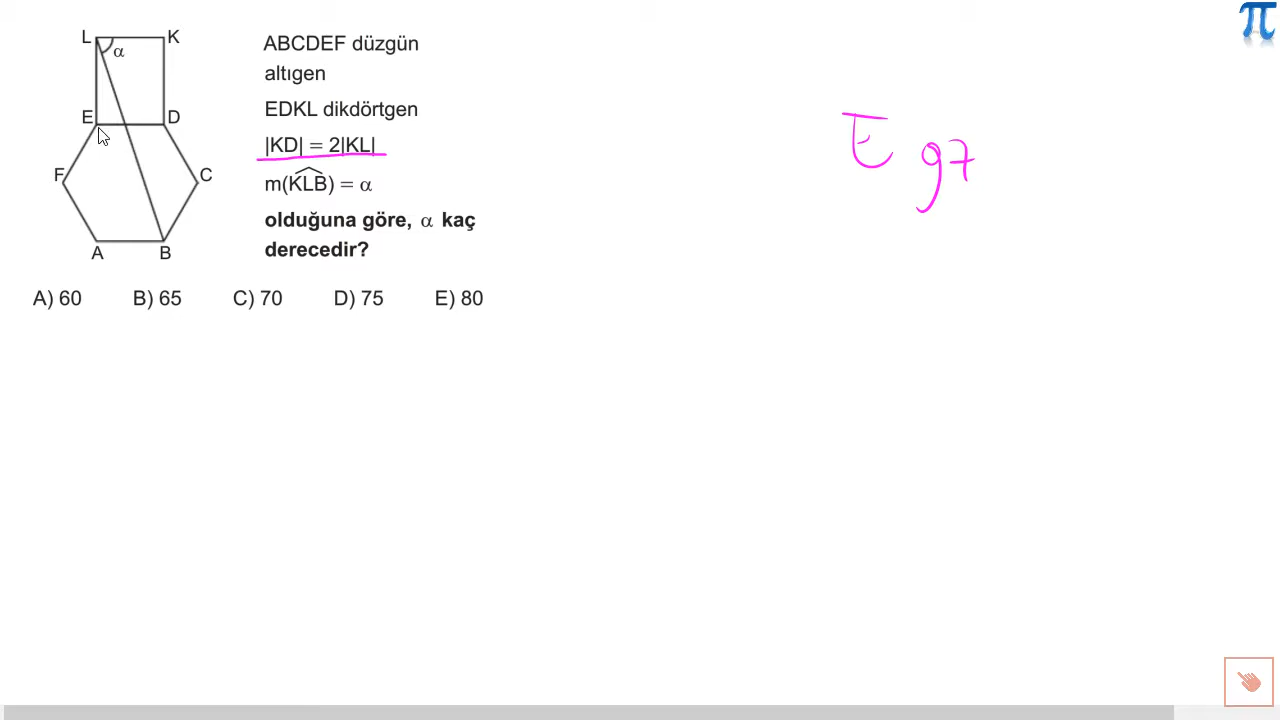 L K
α
E D
F C
A B
ABCDEF düzgün
altıgen
EDKL dikdörtgen
|KD| = 2|KL|
m(KLB) = α
olduğuna göre, α kaç
derecedir?
A) 60 B) 65 C) 70 D) 75 E) 80
E 97
π